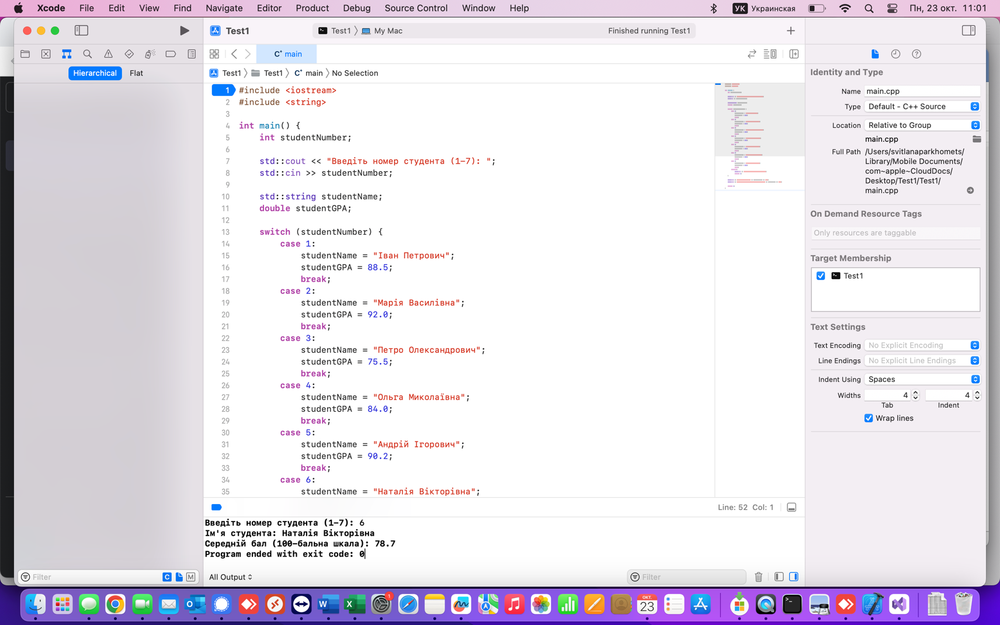 Xcode File Edit View Find Navigate Editor Product Debug Source Control Window Help УК Украинская Пн, 23 окт. 11:01
Test1 Test1 My Mac Finished running Test1
C+ main
Hierarchical Flat
Test1 Test1 C+ main No Selection
1 #include <iostream>
2 #include <string>
3
4 int main() {
5 int studentNumber;
6
7 std::cout << "Введіть номер студента (1-7): ";
8 std::cin >> studentNumber;
9
10 std::string studentName;
11 double studentGPA;
12
13 switch (studentNumber) {
14 case 1:
15 studentName = "Іван Петрович";
16 studentGPA = 88.5;
17 break;
18 case 2:
19 studentName = "Марія Василівна";
20 studentGPA = 92.0;
21 break;
22 case 3:
23 studentName = "Петро Олександрович";
24 studentGPA = 75.5;
25 break;
26 case 4:
27 studentName = "Ольга Миколаївна";
28 studentGPA = 84.0;
29 break;
30 case 5:
31 studentName = "Андрій Ігорович";
32 studentGPA = 90.2;
33 break;
34 case 6:
35 studentName = "Наталія Вікторівна";
Line: 52 Col: 1
Введіть номер студента (1-7): 6
Ім'я студента: Наталія Вікторівна
Середній бал (100-бальна шкала): 78.7
Program ended with exit code: 0
Filter C M
All Output
Filter
Identity and Type
Name main.cpp
Type Default - C++ Source
Location Relative to Group
main.cpp
Full Path /Users/svitlanaparkhomets/
Library/Mobile Documents/
com~apple~CloudDocs/
Desktop/Test1/Test1/
main.cpp
On Demand Resource Tags
Only resources are taggable
Target Membership
Test1
Text Settings
Text Encoding No Explicit Encoding
Line Endings No Explicit Line Endings
Indent Using Spaces
Widths 4 4
Tab Indent
Wrap lines
1
ОКТ.
23